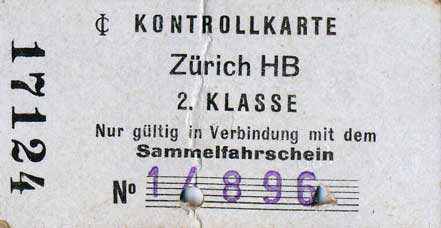 KONTROLLKARTE
Zürich HB
2. KLASSE
Nur gültig in Verbindung mit dem
Sammelfahrschein
No 14896
17124